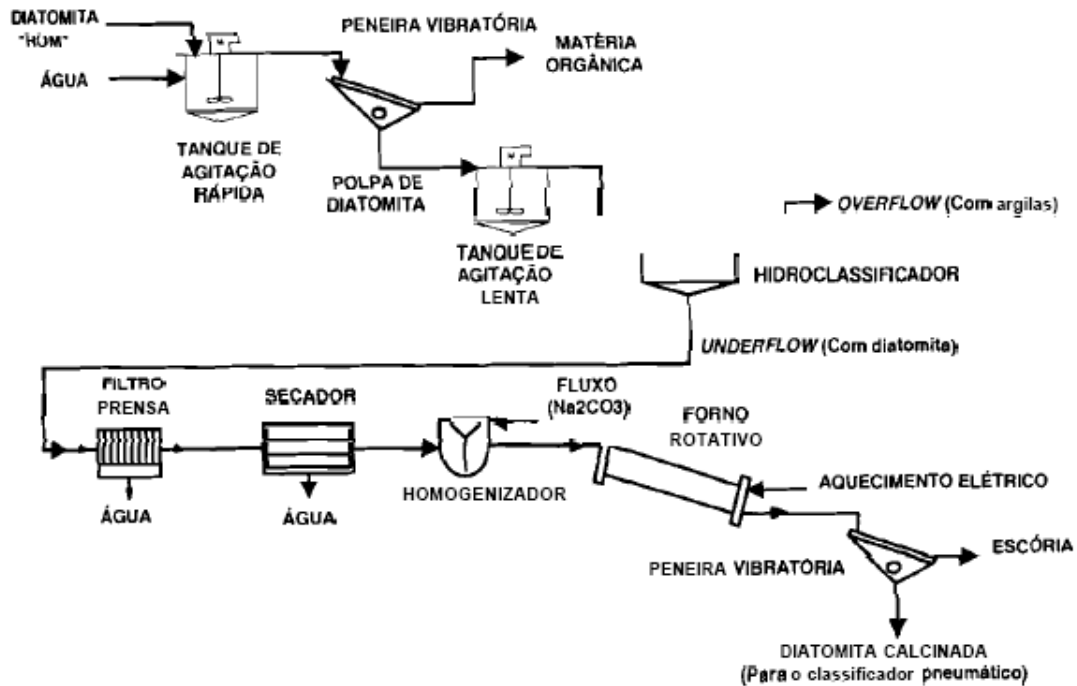 DIATOMITA
"ROM"
ÁGUA
TANQUE DE
AGITAÇÃO
RÁPIDA
PENEIRA VIBRATÓRIA
MATÉRIA
ORGÂNICA
POLPA DE
DIATOMITA
TANQUE DE
AGITAÇÃO
LENTA
OVERFLOW (Com argilas)
HIDROCLASSIFICADOR
UNDERFLOW (Com diatomita)
FILTRO
PRENSA
ÁGUA
SECADOR
ÁGUA
HOMOGENIZADOR
FLUXO
(Na2CO3)
FORNO
ROTATIVO
AQUECIMENTO ELÉTRICO
PENEIRA VIBRATÓRIA
ESCÓRIA
DIATOMITA CALCINADA
(Para o classificador pneumático)